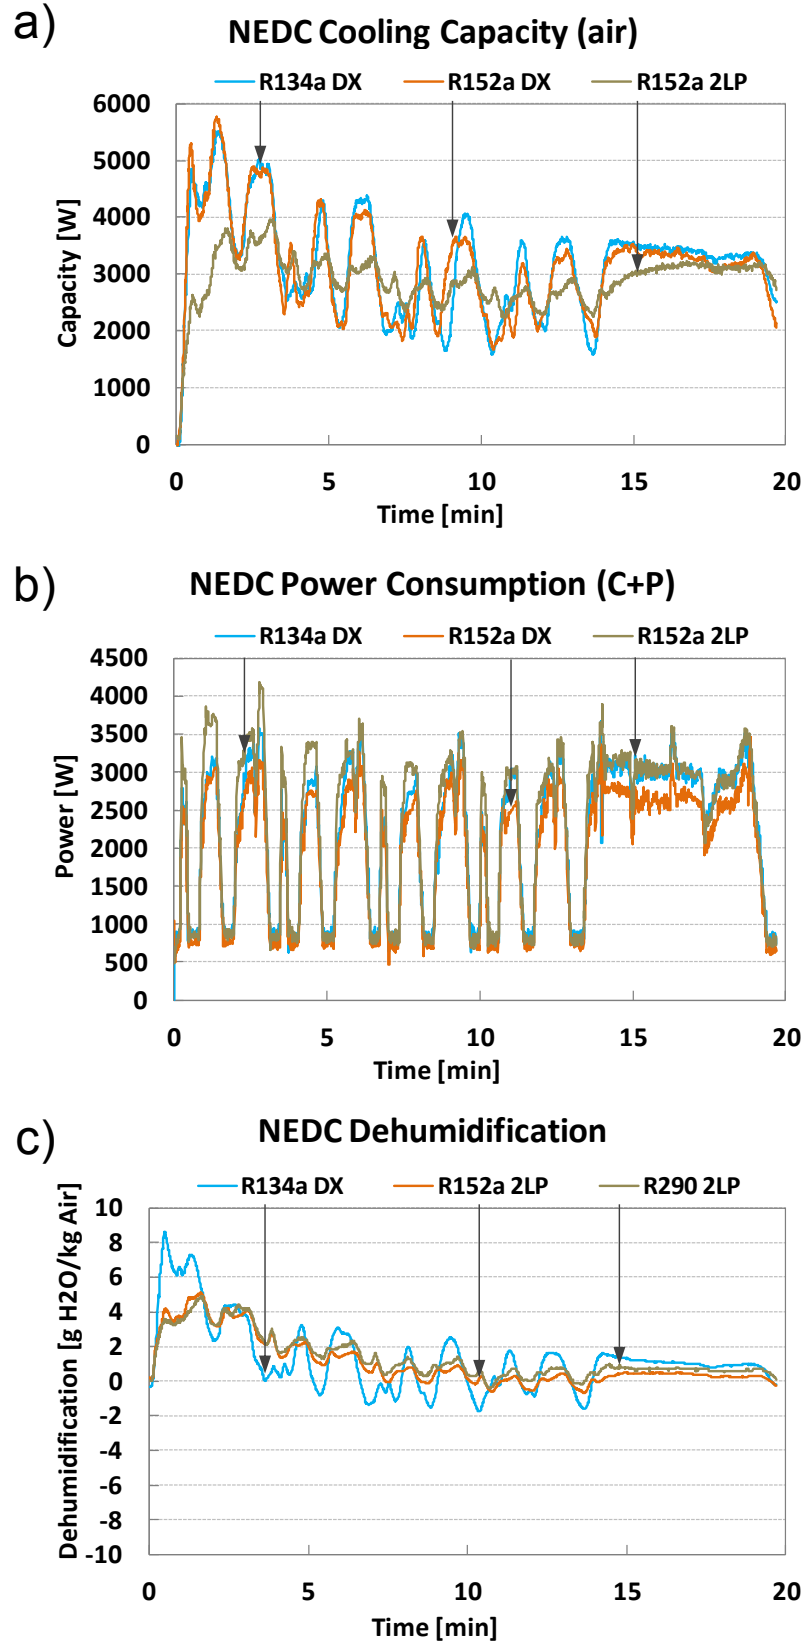 a)
NEDC Cooling Capacity (air)
R134a DX R152a DX R152a 2LP
6000
5000
4000
3000
2000
1000
0
Capacity [W]
0 5 10 15 20
Time [min]
b)
NEDC Power Consumption (C+P)
R134a DX R152a DX R152a 2LP
4500
4000
3500
3000
2500
2000
1500
1000
500
0
Power [W]
0 5 10 15 20
Time [min]
c)
NEDC Dehumidification
R134a DX R152a 2LP R290 2LP
10
8
6
4
2
0
-2
-4
-6
-8
-10
Dehumidification [g H2O/kg Air]
0 5 10 15 20
Time [min]